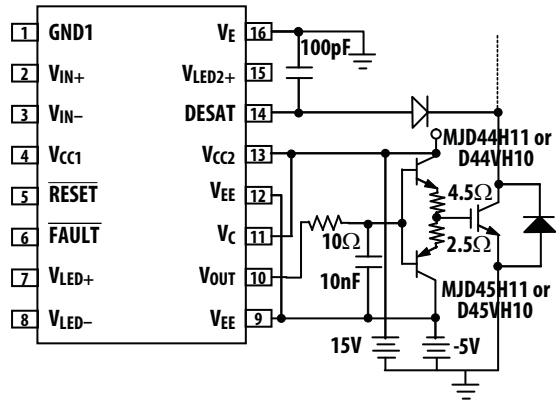 1 GND1
2 VIN+
3 VIN–
4 VCC1
5 RESET
6 FAULT
7 VLED+
8 VLED–
VE 16
VLED2+ 15
DESAT 14
VCC2 13
VEE 12
VC 11
VOUT 10
VEE 9
100pF
MJD44H11 or
D44VH10
4.5Ω
2.5Ω
10Ω
10nF
MJD45H11 or
D45VH10
15V
-5V